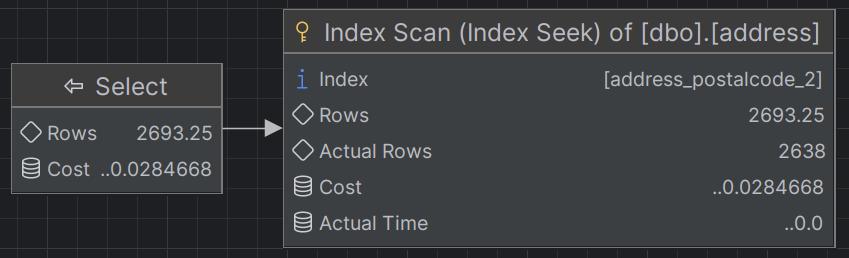 Select
Rows 2693.25
Cost ..0.0284668
Index Scan (Index Seek) of [dbo].[address]
Index [address_postalcode_2]
Rows 2693.25
Actual Rows 2638
Cost ..0.0284668
Actual Time ..0.0